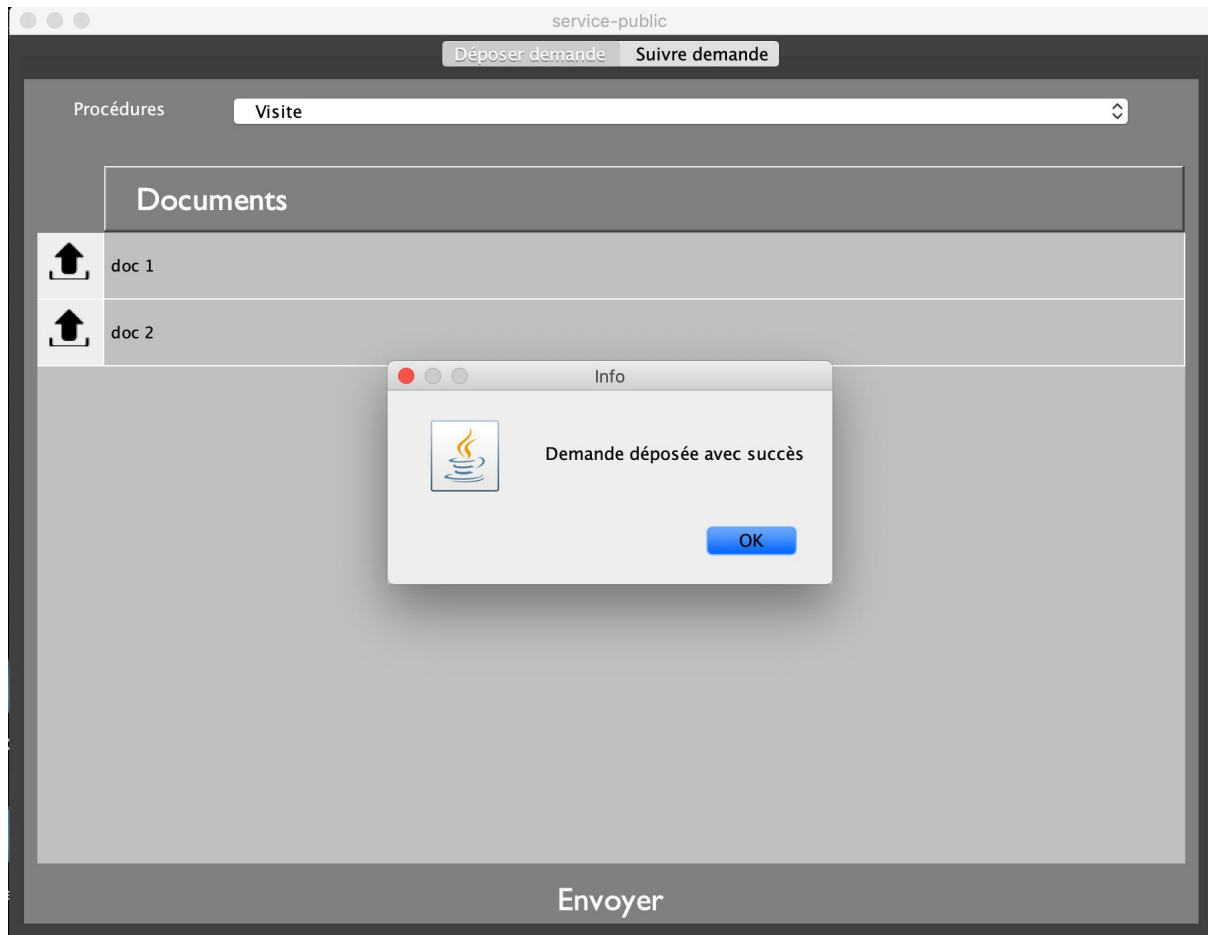 service-public
Déposer demande Suivre demande
Procédures Visite
Documents
doc 1
doc 2
Info
Demande déposée avec succès
OK
Envoyer